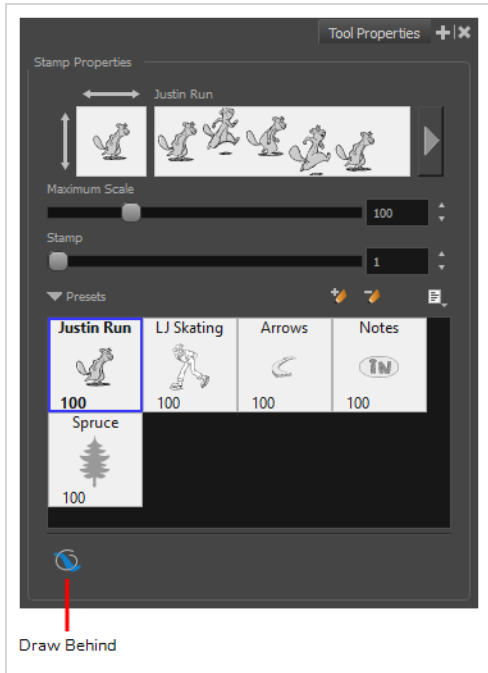 Tool Properties
Stamp Properties
Justin Run
Maximum Scale
100
Stamp
1
Presets
Justin Run LJ Skating Arrows Notes
IN
100 100 100 100
Spruce
100
Draw Behind